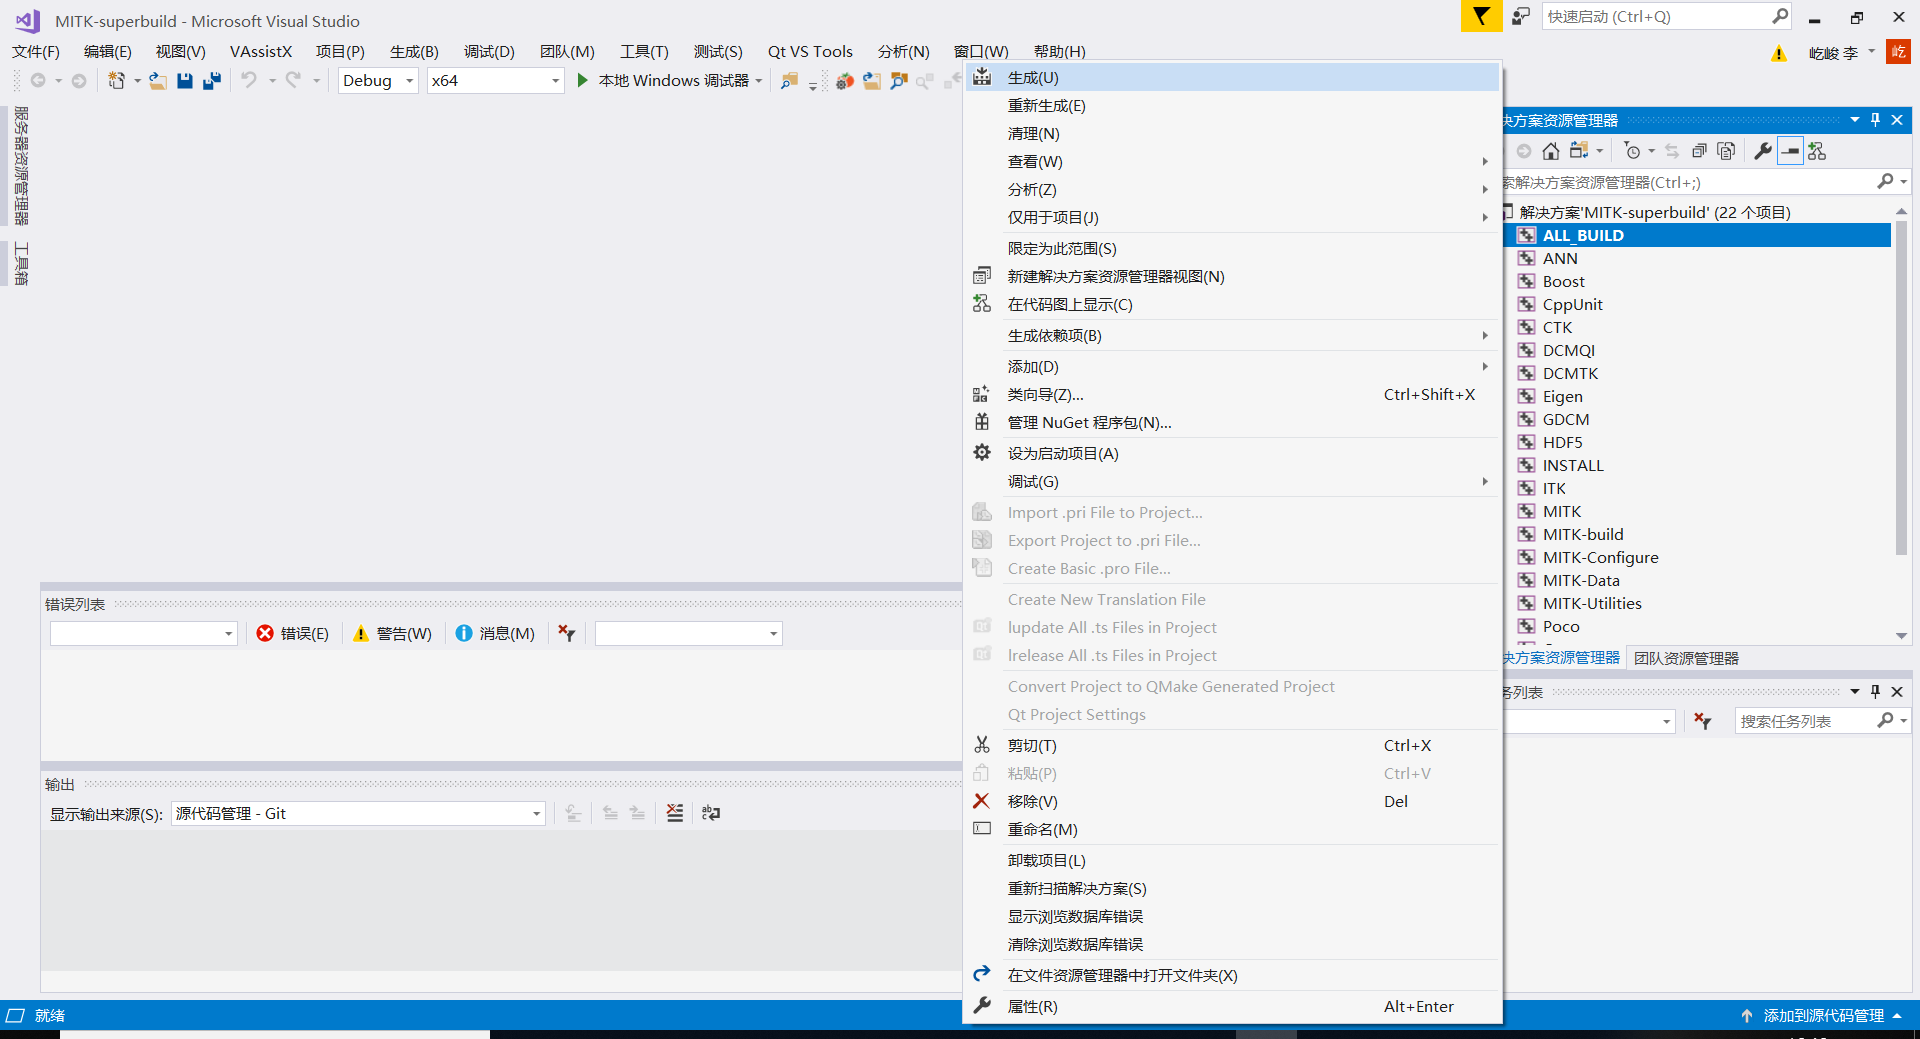 MITK-superbuild - Microsoft Visual Studio
快速启动 (Ctrl+Q)
文件(F) 编辑(E) 视图(V) VAssistX 项目(P) 生成(B) 调试(D) 团队(M) 工具(T) 测试(S) Qt VS Tools 分析(N) 窗口(W) 帮助(H)
屹峻 李
屹
Debug
x64
本地 Windows 调试器
服务器资源管理器
工具箱
生成(U)
重新生成(E)
清理(N)
查看(W)
分析(Z)
仅用于项目(J)
限定为此范围(S)
新建解决方案资源管理器视图(N)
在代码图上显示(C)
生成依赖项(B)
添加(D)
类向导(Z)... Ctrl+Shift+X
管理 NuGet 程序包(N)...
设为启动项目(A)
调试(G)
Import .pri File to Project...
Export Project to .pri File...
Create Basic .pro File...
Create New Translation File
lupdate All .ts Files in Project
lrelease All .ts Files in Project
Convert Project to QMake Generated Project
Qt Project Settings
剪切(T) Ctrl+X
粘贴(P) Ctrl+V
移除(V) Del
重命名(M)
卸载项目(L)
重新扫描解决方案(S)
显示浏览数据库错误
清除浏览数据库错误
在文件资源管理器中打开文件夹(X)
属性(R) Alt+Enter
决方案资源管理器
索解决方案资源管理器(Ctrl+;)
解决方案'MITK-superbuild' (22 个项目)
ALL_BUILD
ANN
Boost
CppUnit
CTK
DCMQI
DCMTK
Eigen
GDCM
HDF5
INSTALL
ITK
MITK
MITK-build
MITK-Configure
MITK-Data
MITK-Utilities
Poco
决方案资源管理器 团队资源管理器
务列表
搜索任务列表
错误列表
错误(E) 警告(W) 消息(M)
输出
显示输出来源(S): 源代码管理 - Git
就绪
添加到源代码管理